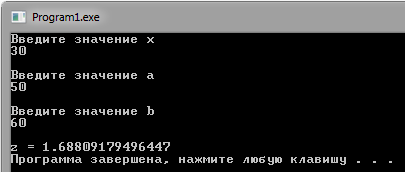 Program1.exe
Введите значение x
30
Введите значение a
50
Введите значение b
60
z = 1.68809179496447
Программа завершена, нажмите любую клавишу . . .